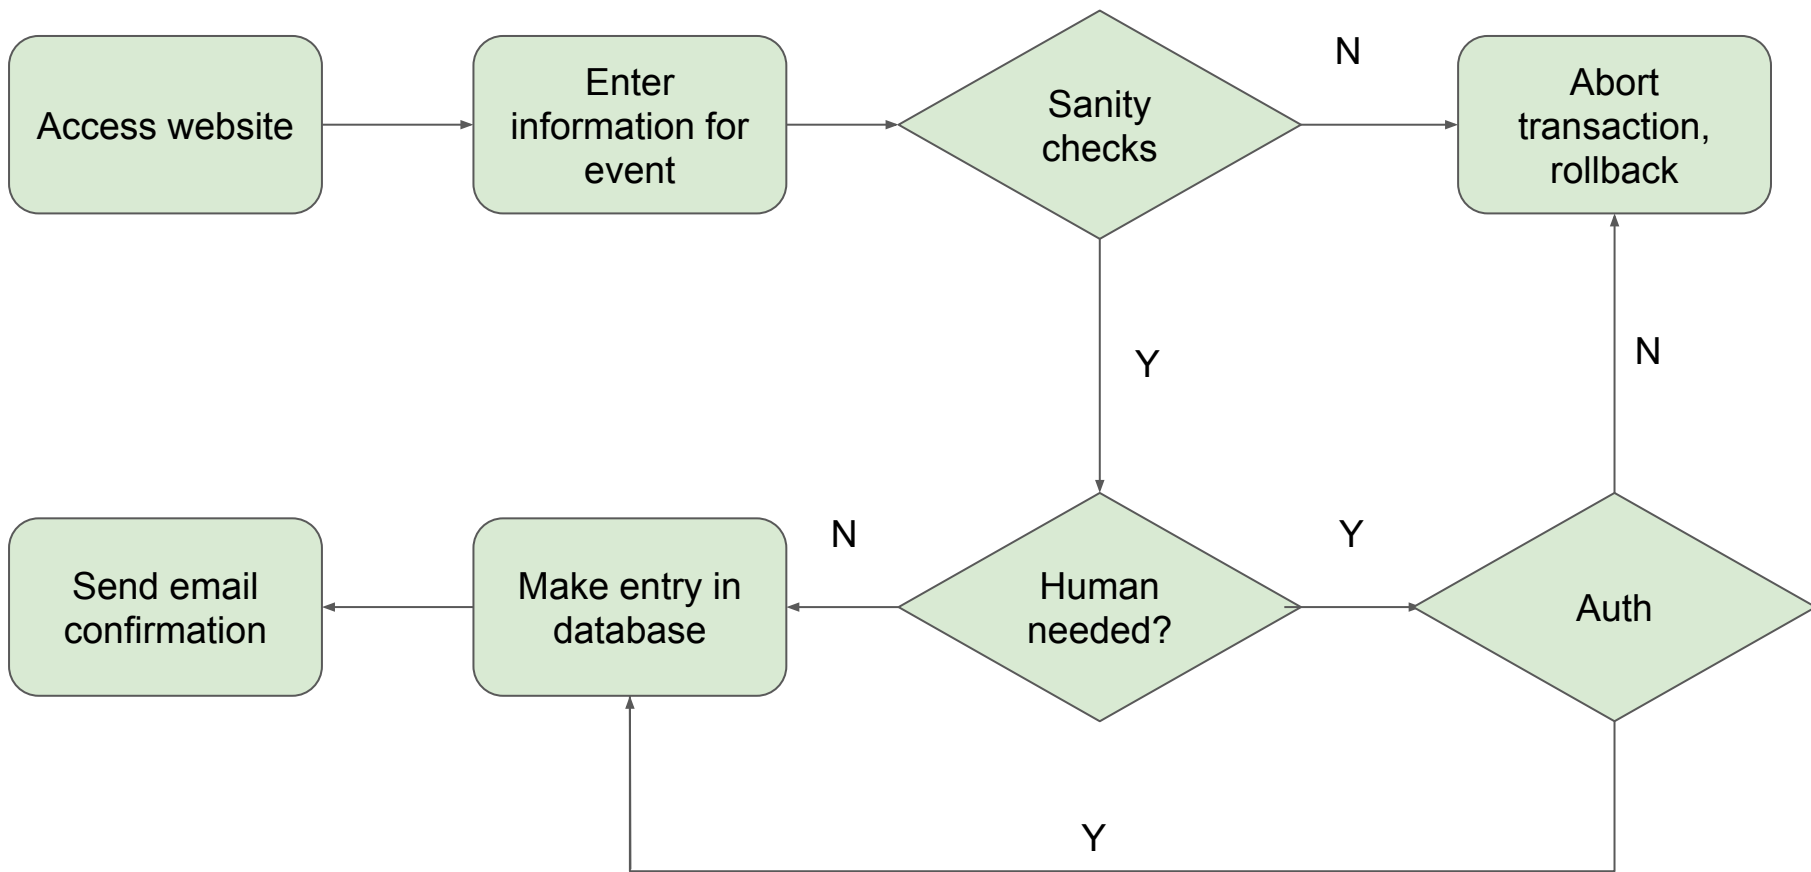 Access website
Enter
information for
event
Sanity
checks
N
Abort
transaction,
rollback
Y
N
Send email
confirmation
Make entry in
database
N
Human
needed?
Y
Auth
Y